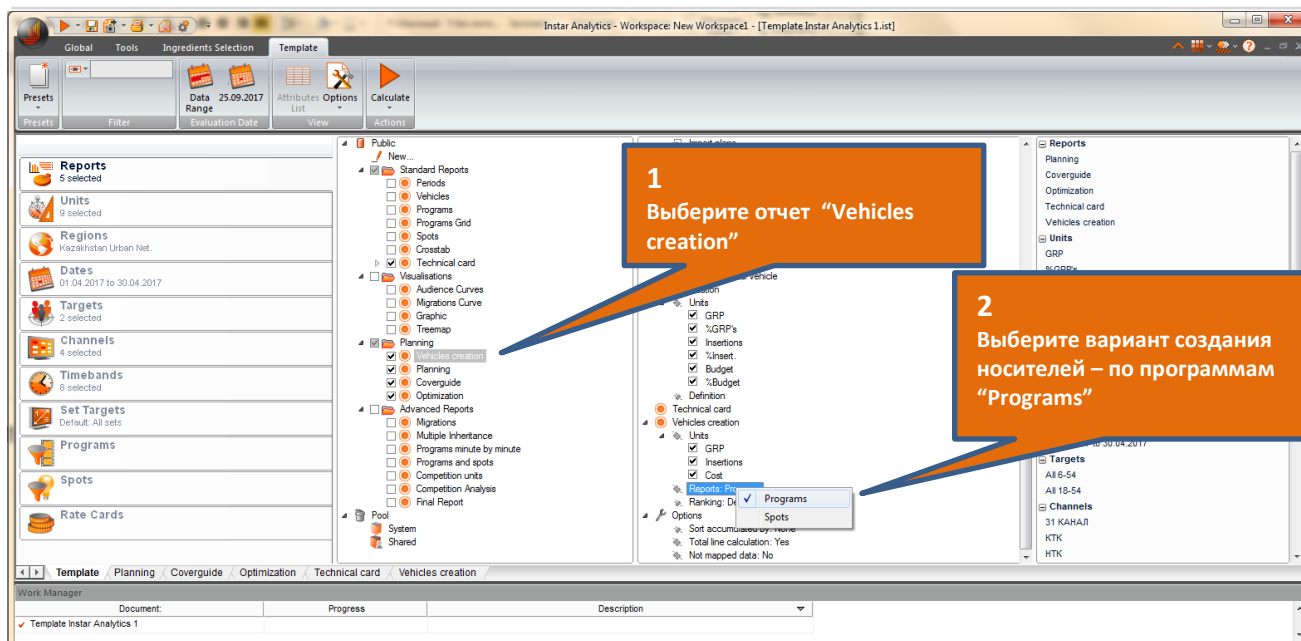 Instar Analytics - Workspace: New Workspace1 - [Template Instar Analytics 1.ist]
Global Tools Ingredients Selection Template
Presets
Data Range
25.09.2017
Attributes List
Options
Calculate
Presets Filter Evaluation Date View Actions
Reports
5 selected
Units
9 selected
Regions
Kazakhstan Urban Net.
Dates
01.04.2017 to 30.04.2017
Targets
2 selected
Channels
4 selected
Timebands
8 selected
Set Targets
Default: All sets
Programs
Spots
Rate Cards
Public
New...
Standard Reports
Periods
Vehicles
Programs
Programs Grid
Spots
Crosstab
Technical card
Visualisations
Audience Curves
Migrations Curve
Graphic
Treemap
Planning
Vehicles creation
Planning
Coverguide
Optimization
Advanced Reports
Migrations
Multiple Inheritance
Programs minute by minute
Programs and spots
Competition units
Competition Analysis
Final Report
Pool
System
Shared
1
Выберите отчет “Vehicles
creation”
Units
GRP
%GRP's
Insertions
%Insert.
Budget
%Budget
Definition
Technical card
Vehicles creation
Units
GRP
Insertions
Cost
Reports:
Ranking:
Programs
Spots
Options
Sort accumulated by: None
Total line calculation: Yes
Not mapped data: No
2
Выберите вариант создания
носителей – по программам
“Programs”
Reports
Planning
Coverguide
Optimization
Technical card
Vehicles creation
Units
GRP
%GRP's
30.04.2017
Targets
All 6-54
All 18-54
Channels
31 КАНАЛ
КТК
НТК
Template Planning Coverguide Optimization Technical card Vehicles creation
Work Manager
Document: Progress Description
Template Instar Analytics 1